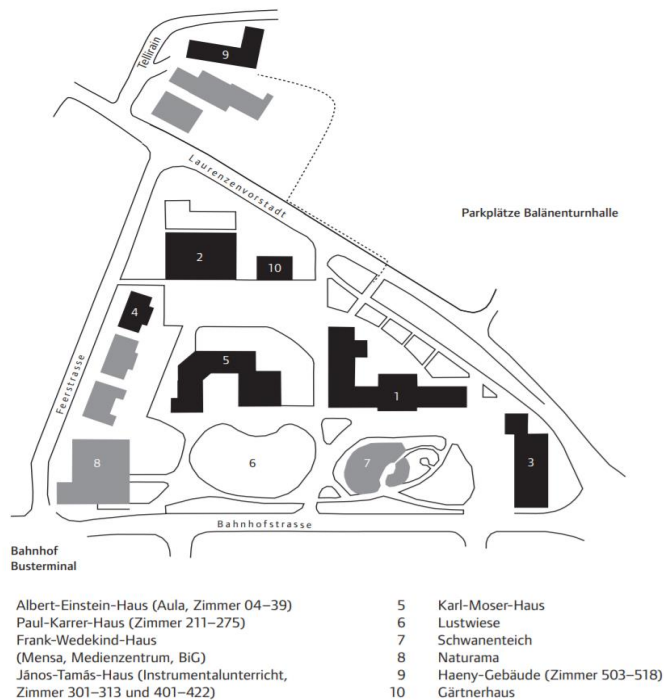 Tellirain
9
Laurenzenvorstadt
Parkplätze Balänenturnhalle
2
10
4
5
1
Feerstrasse
8
6
7
3
Bahnhofstrasse
Bahnhof
Busterminal
Albert-Einstein-Haus (Aula, Zimmer 04–39)
Paul-Karrer-Haus (Zimmer 211–275)
Frank-Wedekind-Haus
(Mensa, Medienzentrum, BiG)
János-Tamás-Haus (Instrumentalunterricht,
Zimmer 301–313 und 401–422)
5 Karl-Moser-Haus
6 Lustwiese
7 Schwanenteich
8 Naturama
9 Haeny-Gebäude (Zimmer 503–518)
10 Gärtnerhaus